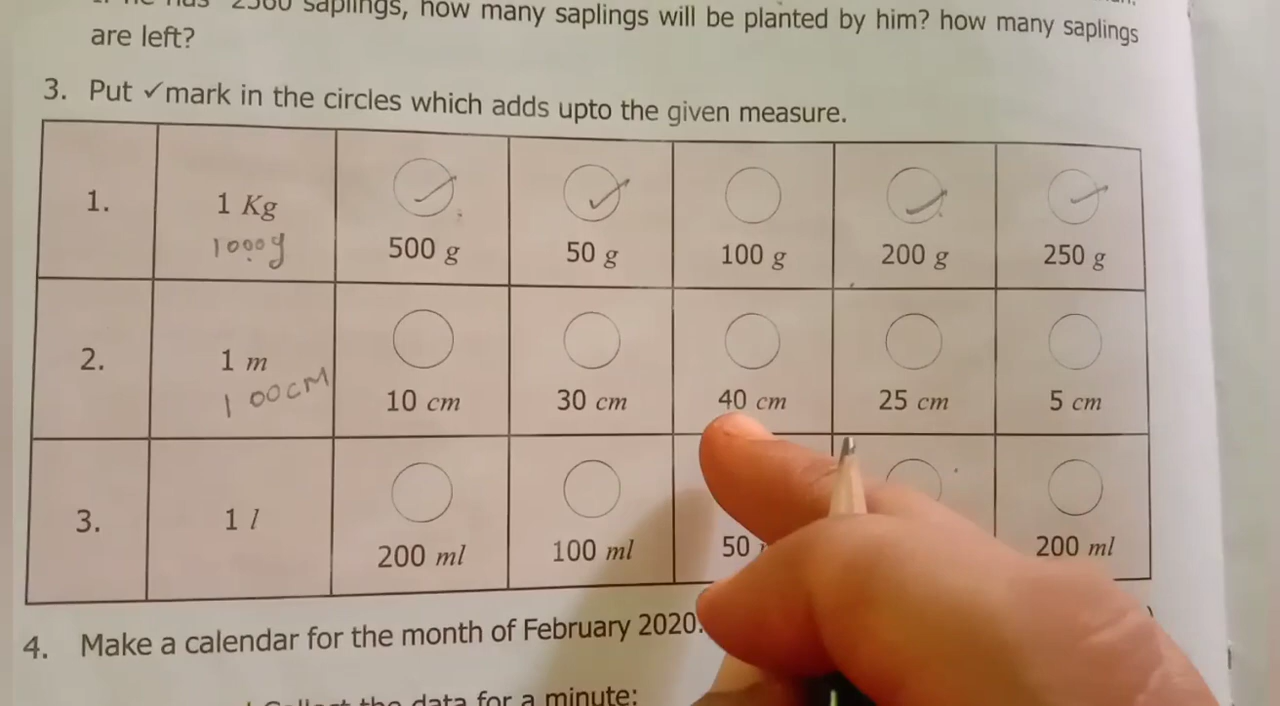 saplings, how many saplings will be planted by him? how many saplings
are left?
3. Put ✓mark in the circles which adds upto the given measure.
1. 1 Kg
1000g
500 g 50 g 100 g 200 g 250 g
2. 1 m
100CM
10 cm 30 cm 40 cm 25 cm 5 cm
3. 1 l
200 ml 100 ml 50 200 ml
4. Make a calendar for the month of February 2020.
the data for a minute: